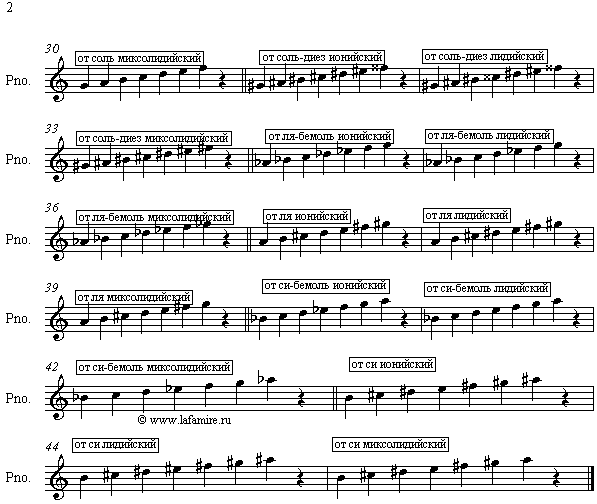 2
30
от соль миксолидийский от соль-диез ионийский от соль-диез лидийский
Pno.
33
от соль-диез миксолидийский от ля-бемоль ионийский от ля-бемоль лидийский
Pno.
36
от ля-бемоль миксолидийский от ля ионийский от ля лидийский
Pno.
39
от ля миксолидийский от си-бемоль ионийский от си-бемоль лидийский
Pno.
42
от си-бемоль миксолидийский от си ионийский
Pno.
© www.lafamire.ru
44
от си лидийский от си миксолидийский
Pno.